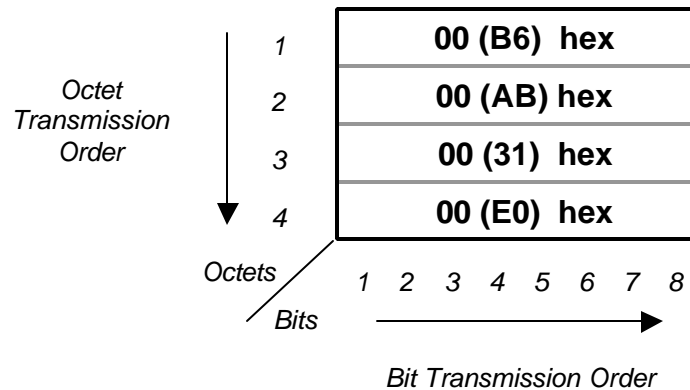 Octet
Transmission
Order
1
2
3
4
00 (B6) hex
00 (AB) hex
00 (31) hex
00 (E0) hex
Octets
Bits
1 2 3 4 5 6 7 8
Bit Transmission Order